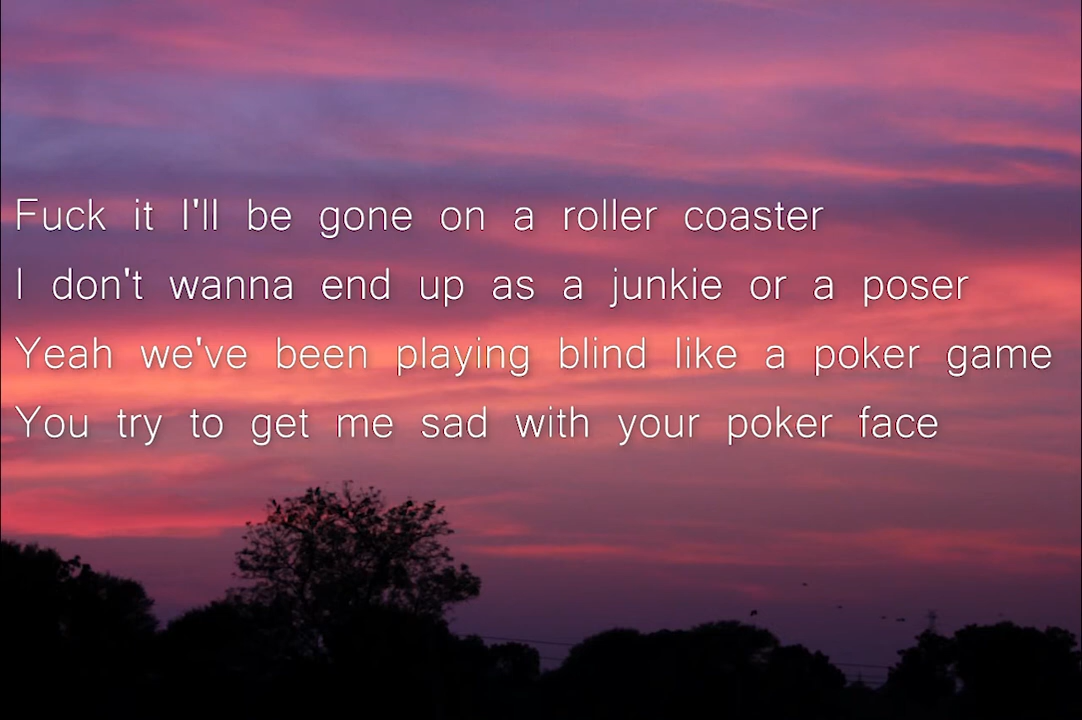 Fuck it I'll be gone on a roller coaster
I don't wanna end up as a junkie or a poser
Yeah we've been playing blind like a poker game
You try to get me sad with your poker face